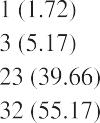 1 (1.72)
3 (5.17)
23 (39.66)
32 (55.17)